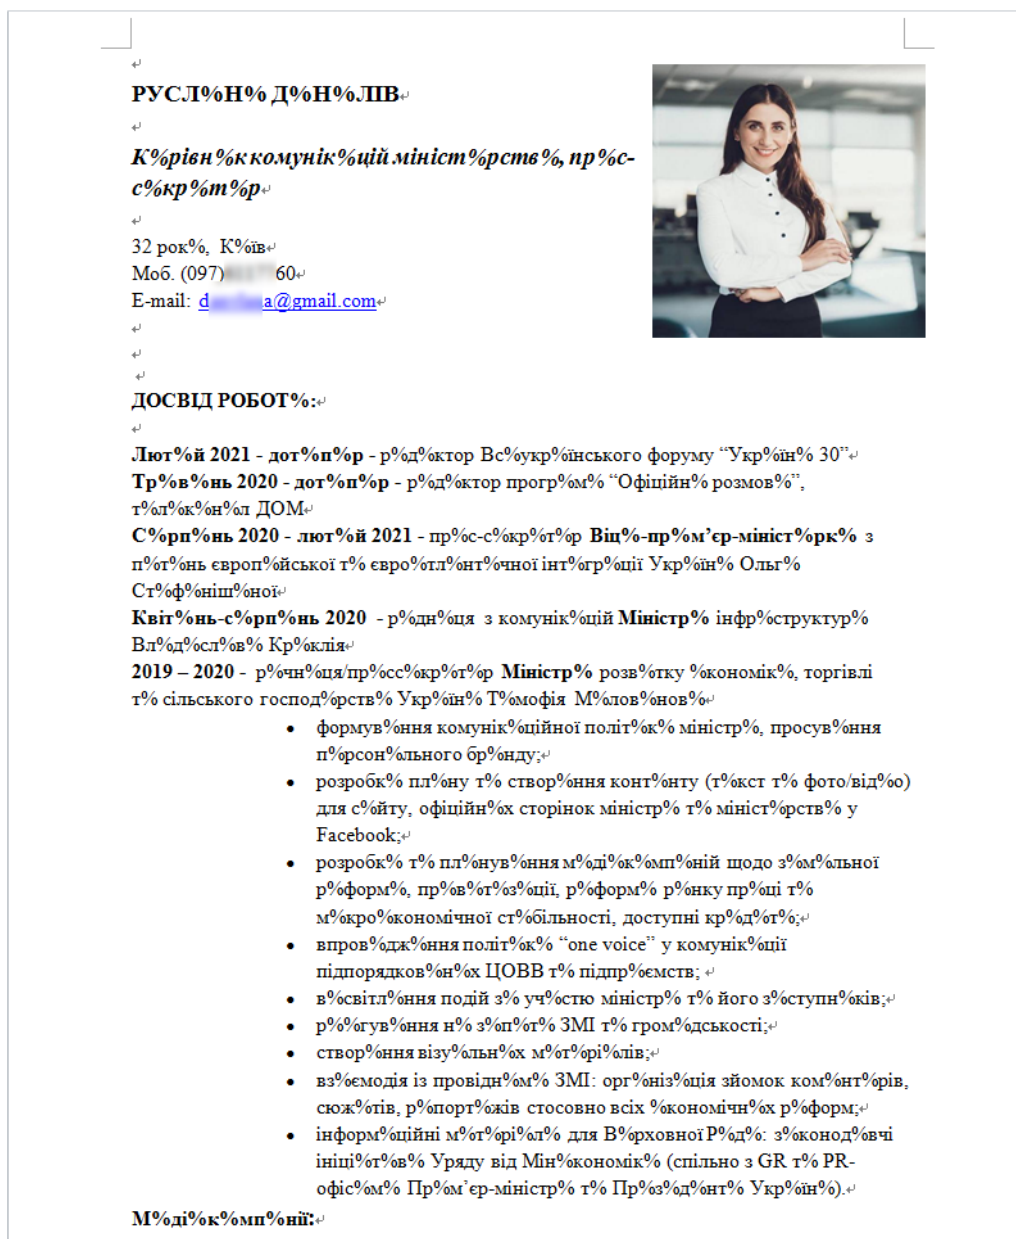 РУСЛ%Н% Д%Н%ЛІВ
К%рівн%к комунік%цій мініст%рств%, пр%с-
с%кр%т%р
32 рок%, К%їв
Моб. (097) 60
E-mail: d a@gmail.com
ДОСВІД РОБОТ%:
Лют%й 2021 - дот%п%р - р%д%ктор Вс%укр%їнського форуму “Укр%їн% 30”
Тр%в%нь 2020 - дот%п%р - р%д%ктор прогр%м% “Офіційн% розмов%”,
т%л%к%н%л ДОМ
С%рп%нь 2020 - лют%й 2021 - пр%с-с%кр%т%р Віц%-пр%м’єр-мініст%рк% з
п%т%нь європ%йської т% євро%тл%нт%чної інт%гр%ції Укр%їн% Ольг%
Ст%ф%ніш%ної
Квіт%нь-с%рп%нь 2020 - р%дн%ця з комунік%цій Міністр% інфр%структур%
Вл%д%сл%в% Кр%клія
2019 – 2020 - р%чн%ця/пр%сс%кр%т%р Міністр% розв%тку %кономік%, торгівлі
т% сільського господ%рств% Укр%їн% Т%мофія М%лов%нов%
• формув%ння комунік%ційної політ%к% міністр%, просув%ння
п%рсон%льного бр%нду;
• розробк% пл%ну т% створ%ння конт%нту (т%кст т% фото/від%о)
для с%йту, офіційн%х сторінок міністр% т% мініст%рств% у
Facebook;
• розробк% т% пл%нув%ння м%ді%к%мп%ній щодо з%м%льної
р%форм%, пр%в%т%з%ції, р%форм% р%нку пр%ці т%
м%кро%кономічної ст%більності, доступні кр%д%т%;
• впров%дж%ння політ%к% “one voice” у комунік%ції
підпорядков%н%х ЦОВВ т% підпр%ємств;
• в%світл%ння подій з% уч%стю міністр% т% його з%ступн%ків;
• р%%гув%ння н% з%п%т% ЗМІ т% гром%дськості;
• створ%ння візу%льн%х м%т%рі%лів;
• вз%ємодія із провідн%м% ЗМІ: орг%ніз%ція зйомок ком%нт%рів,
сюж%тів, р%порт%жів стосовно всіх %кономічн%х р%форм;
• інформ%ційні м%т%рі%л% для В%рховної Р%д%: з%конод%вчі
ініці%т%в% Уряду від Мін%кономік% (спільно з GR т% PR-
офіс%м% Пр%м’єр-міністр% т% Пр%з%д%нт% Укр%їн%).
М%ді%к%мп%нії: